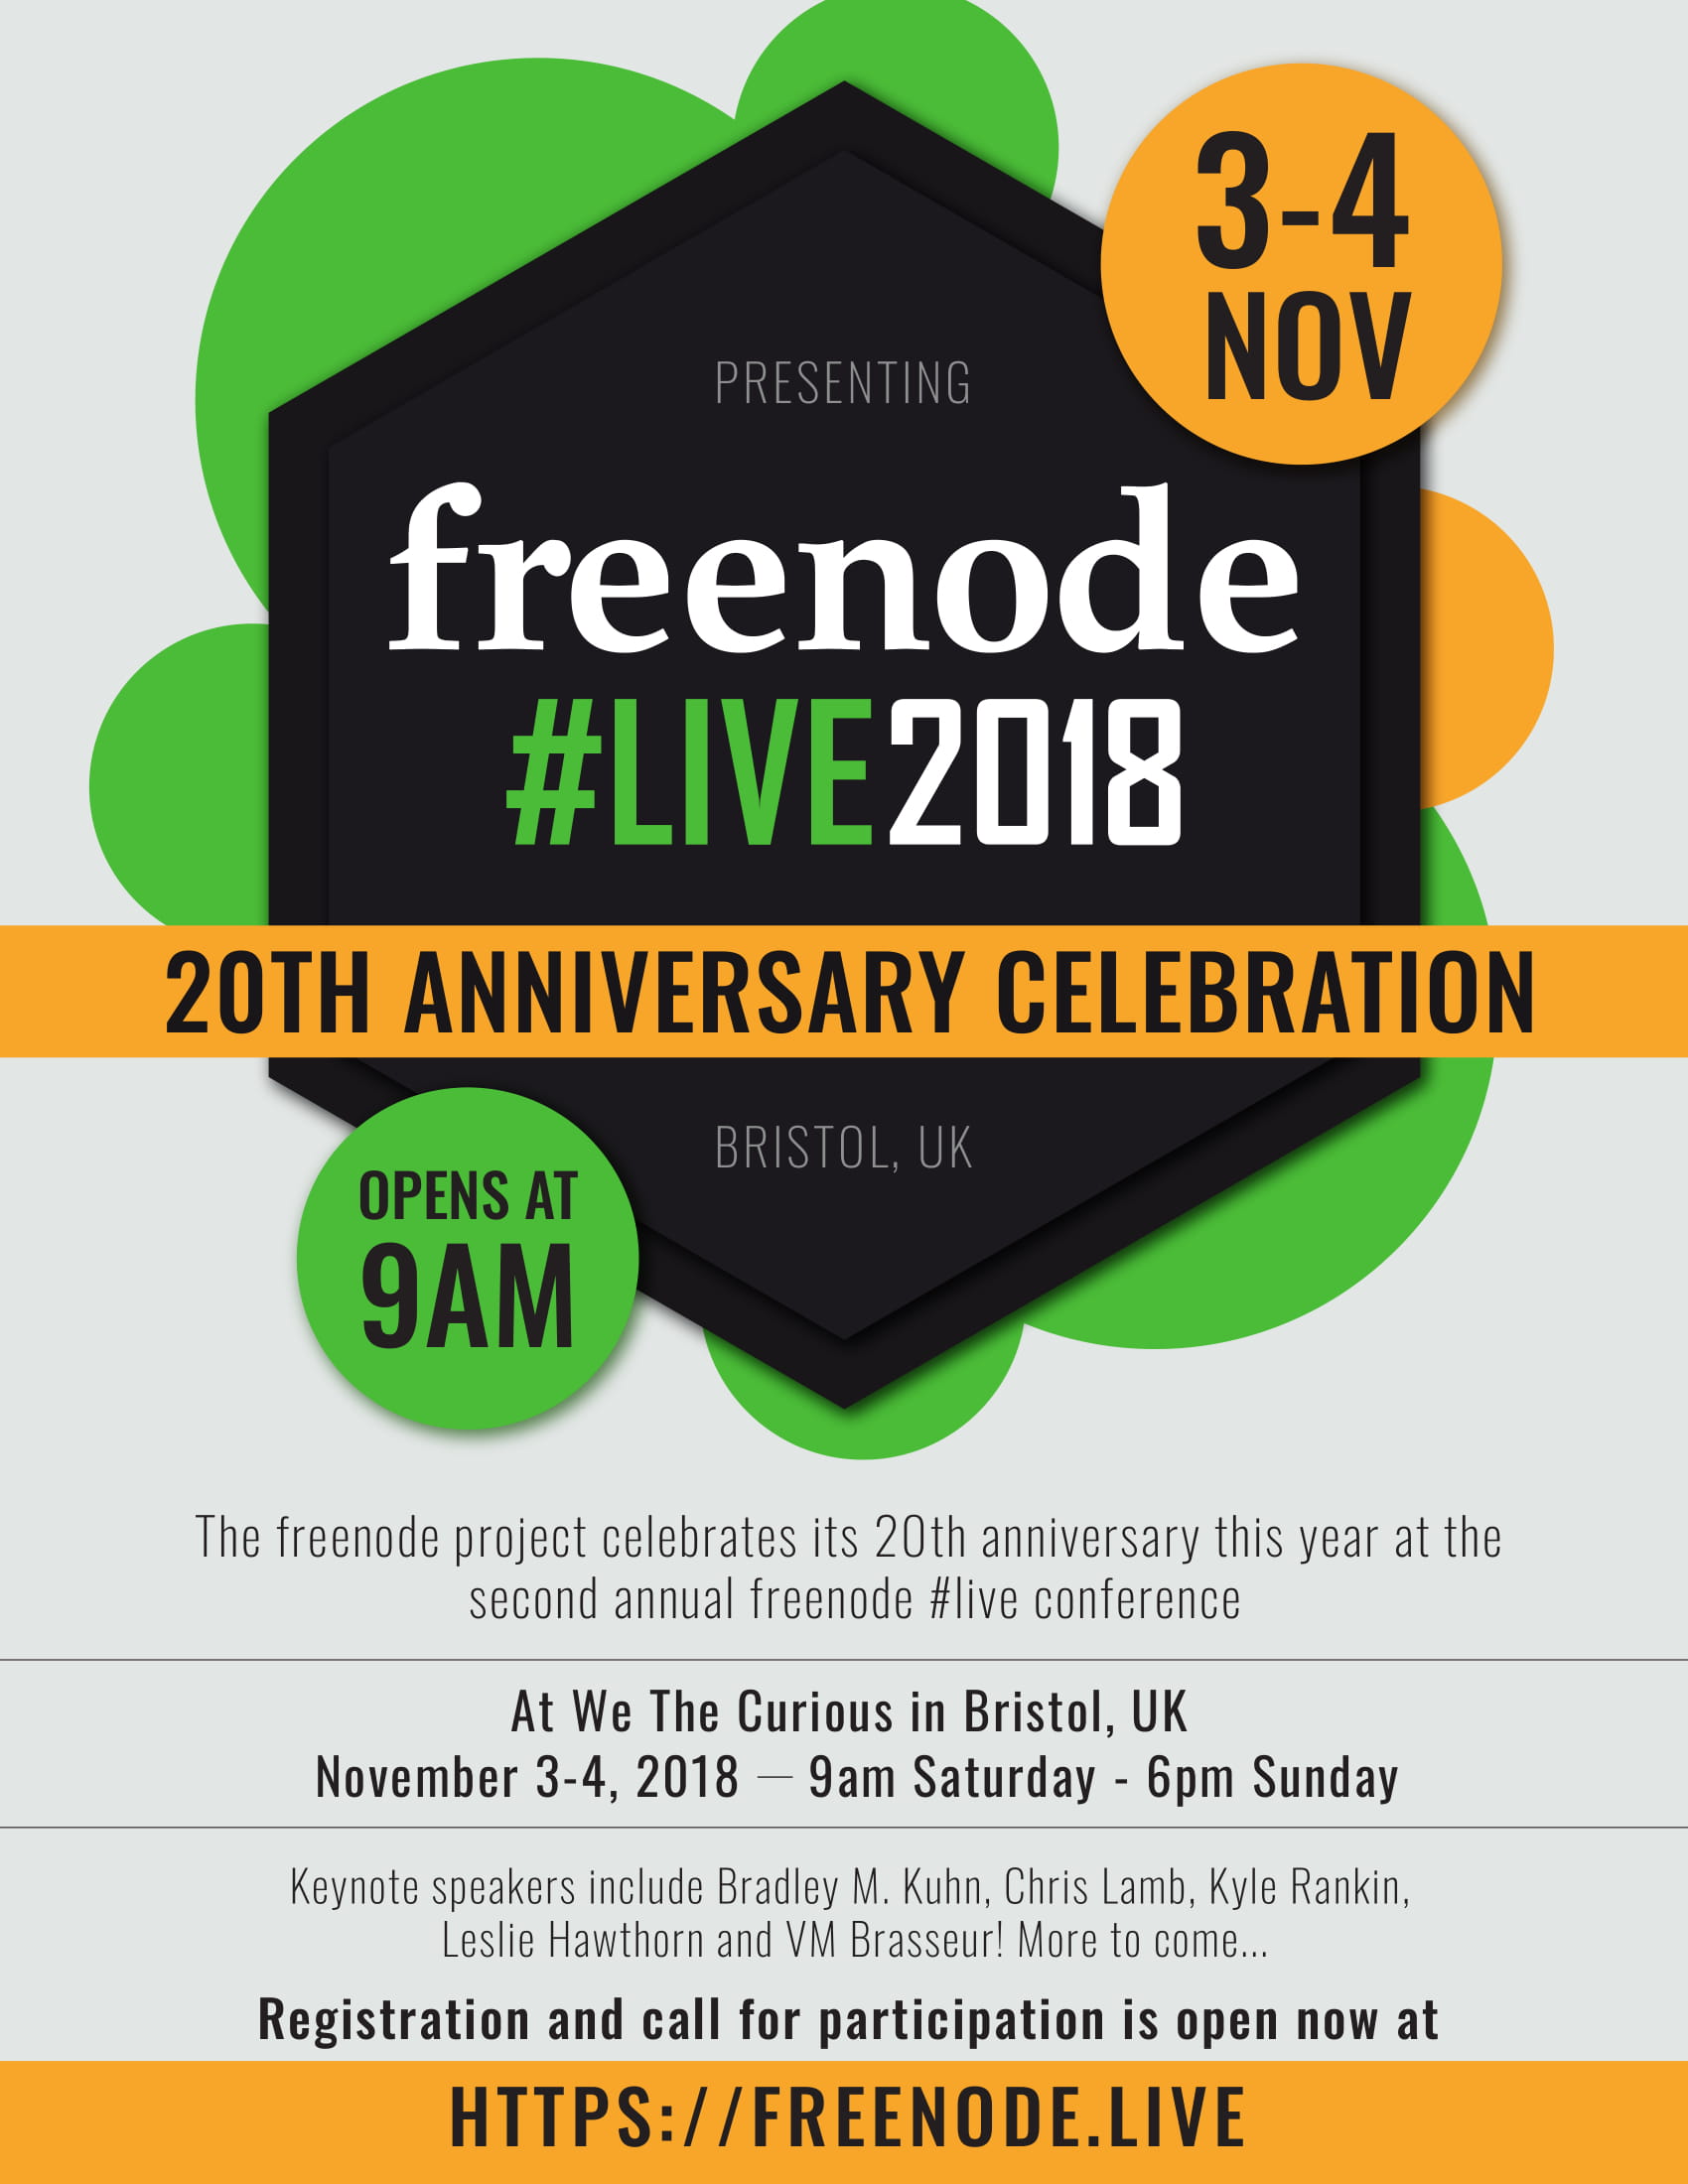 3-4
NOV
PRESENTING
freenode
#LIVE2018
20TH ANNIVERSARY CELEBRATION
BRISTOL, UK
OPENS AT
9AM
The freenode project celebrates its 20th anniversary this year at the
second annual freenode #live conference
At We The Curious in Bristol, UK
November 3-4, 2018 — 9am Saturday - 6pm Sunday
Keynote speakers include Bradley M. Kuhn, Chris Lamb, Kyle Rankin,
Leslie Hawthorn and VM Brasseur! More to come...
Registration and call for participation is open now at
HTTPS://FREENODE.LIVE